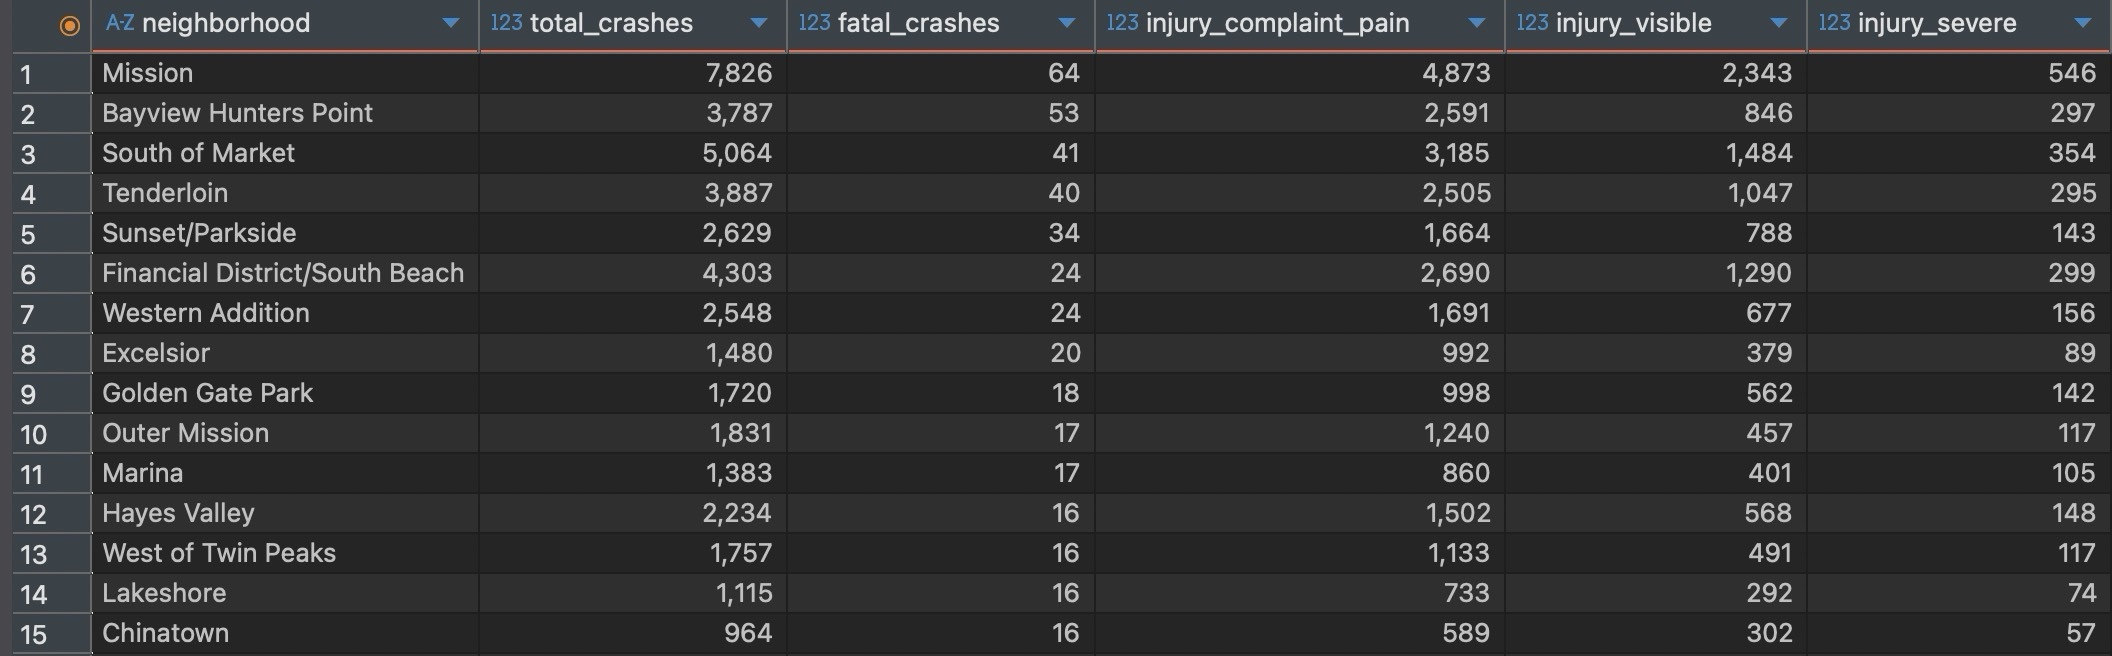 A-Z neighborhood 123 total_crashes 123 fatal_crashes 123 injury_complaint_pain 123 injury_visible 123 injury_severe
1 Mission 7,826 64 4,873 2,343 546
2 Bayview Hunters Point 3,787 53 2,591 846 297
3 South of Market 5,064 41 3,185 1,484 354
4 Tenderloin 3,887 40 2,505 1,047 295
5 Sunset/Parkside 2,629 34 1,664 788 143
6 Financial District/South Beach 4,303 24 2,690 1,290 299
7 Western Addition 2,548 24 1,691 677 156
8 Excelsior 1,480 20 992 379 89
9 Golden Gate Park 1,720 18 998 562 142
10 Outer Mission 1,831 17 1,240 457 117
11 Marina 1,383 17 860 401 105
12 Hayes Valley 2,234 16 1,502 568 148
13 West of Twin Peaks 1,757 16 1,133 491 117
14 Lakeshore 1,115 16 733 292 74
15 Chinatown 964 16 589 302 57